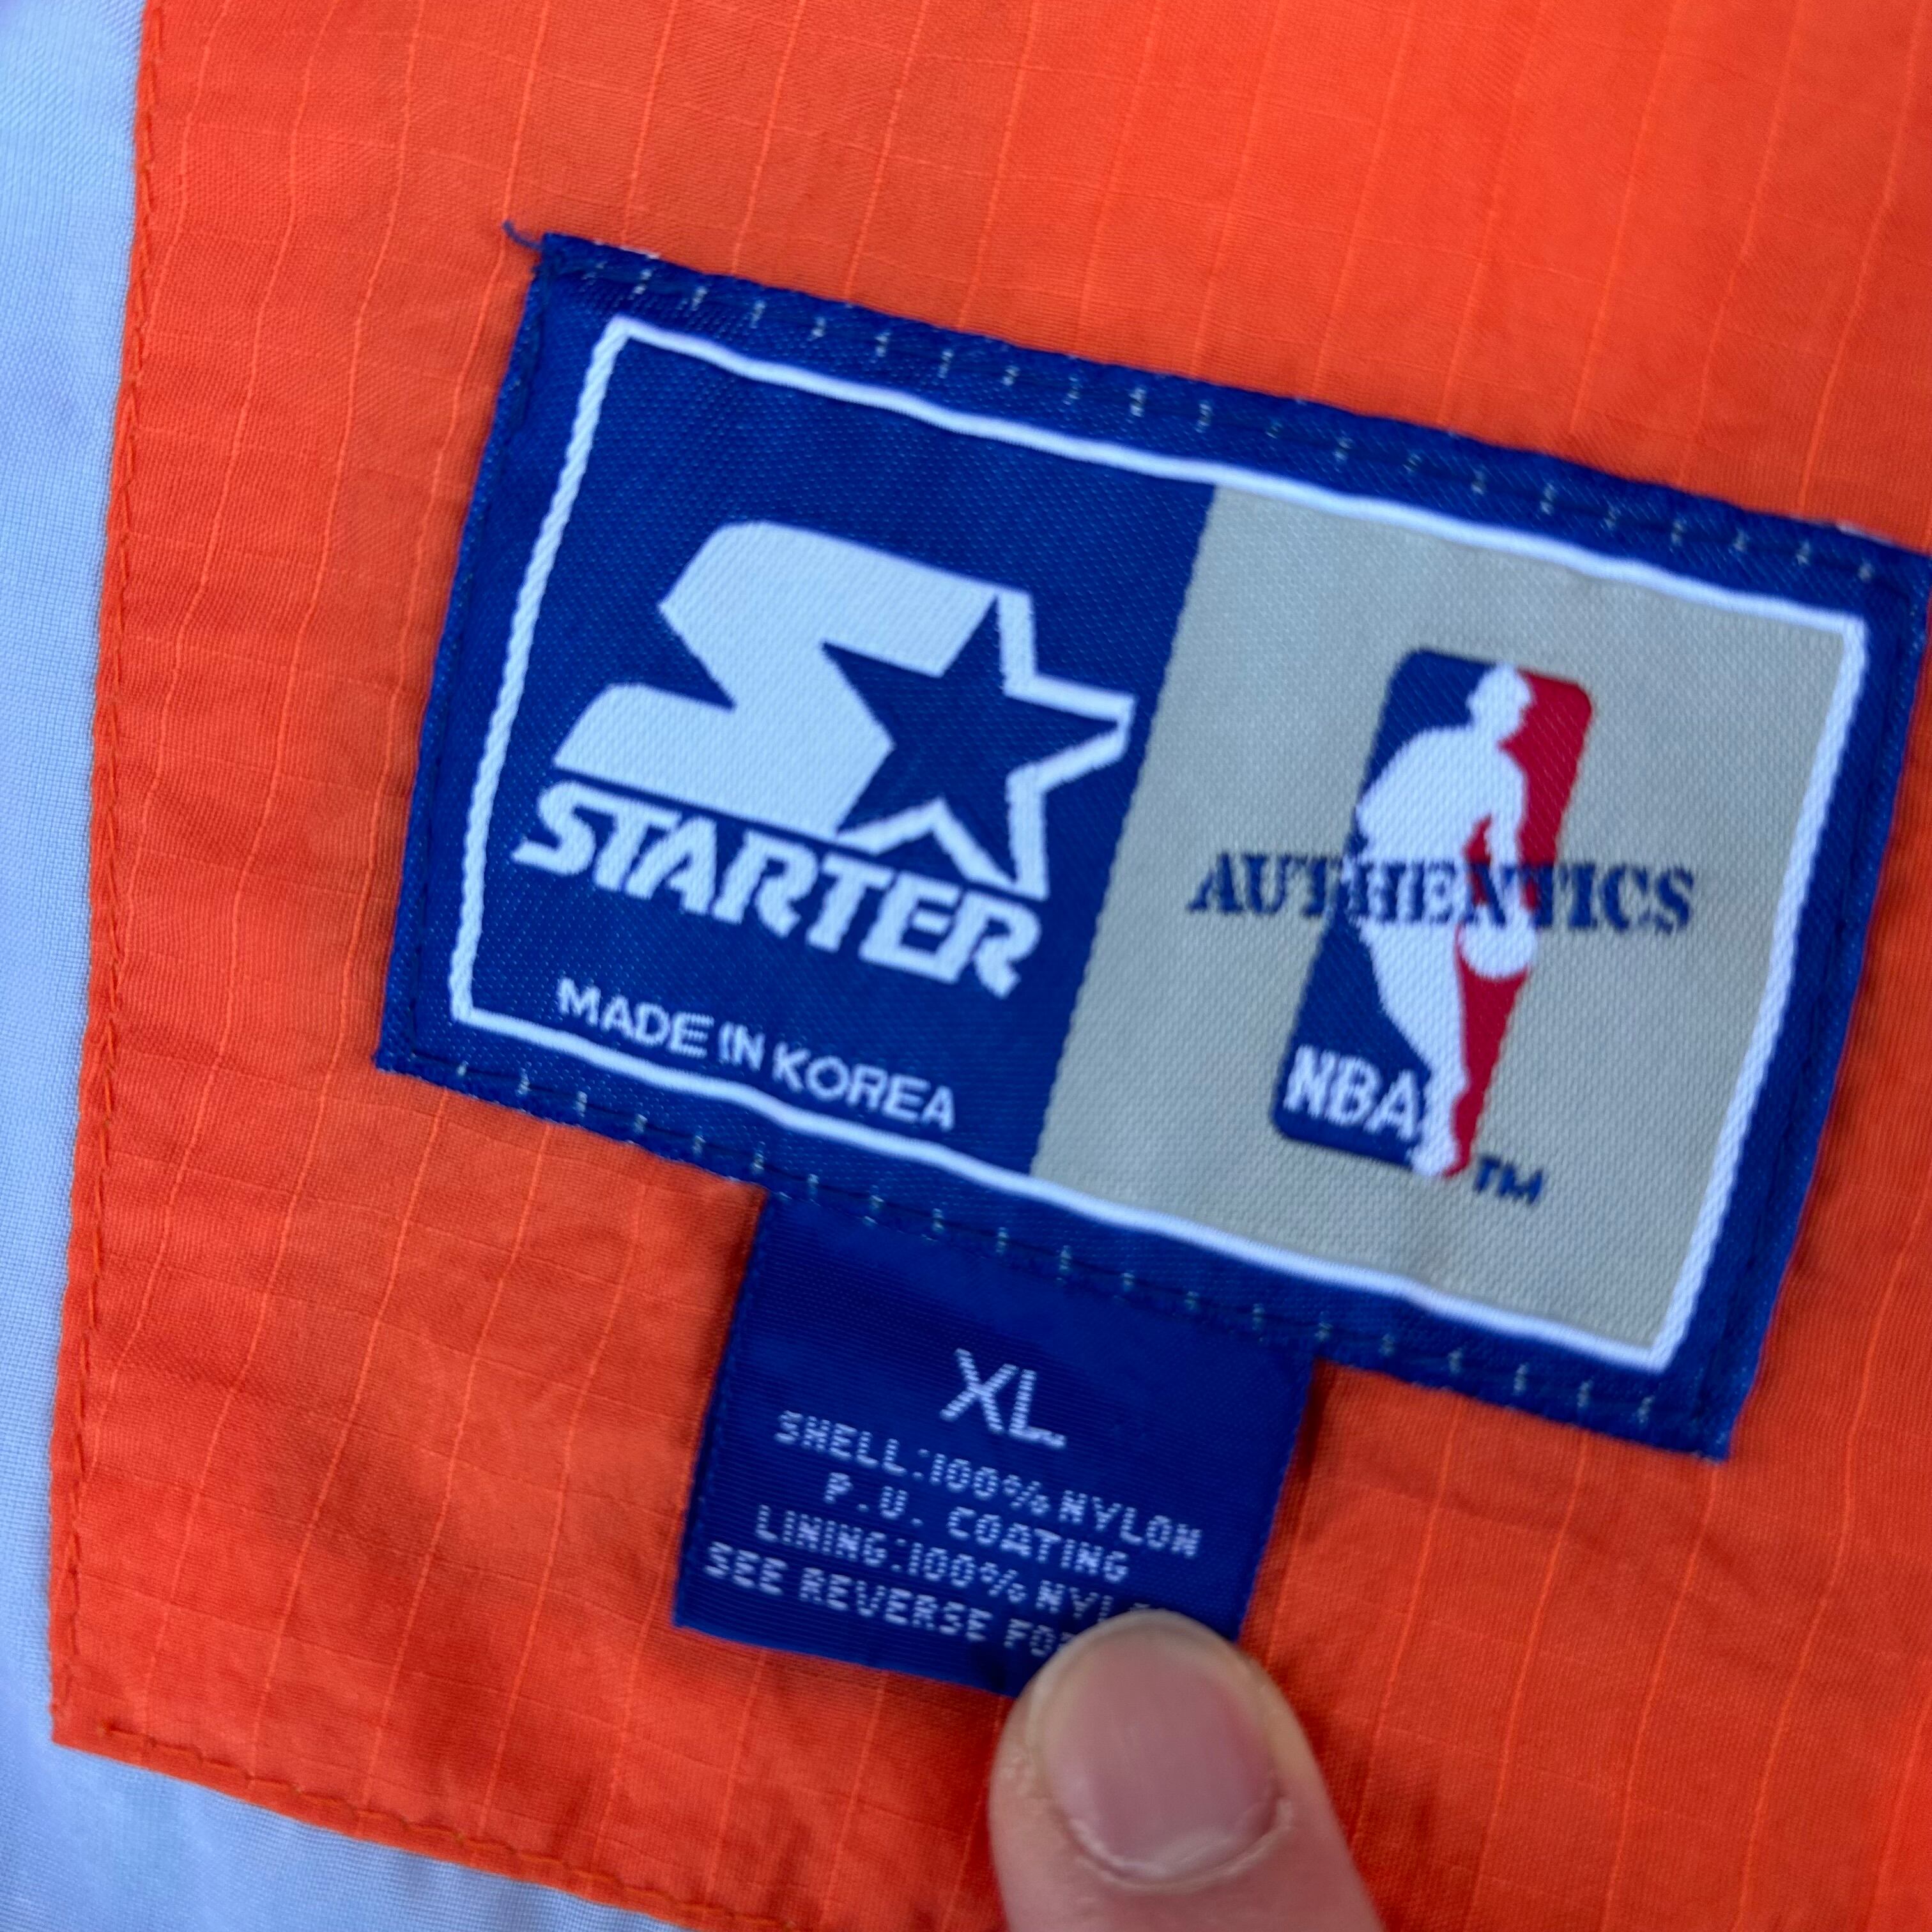 STARTER
MADE IN KOREA
AUTHENTICS
NBA
TM
XL
SHELL:100% NYLON
P.U. COATING
LINING:100%
SEE REVERSE